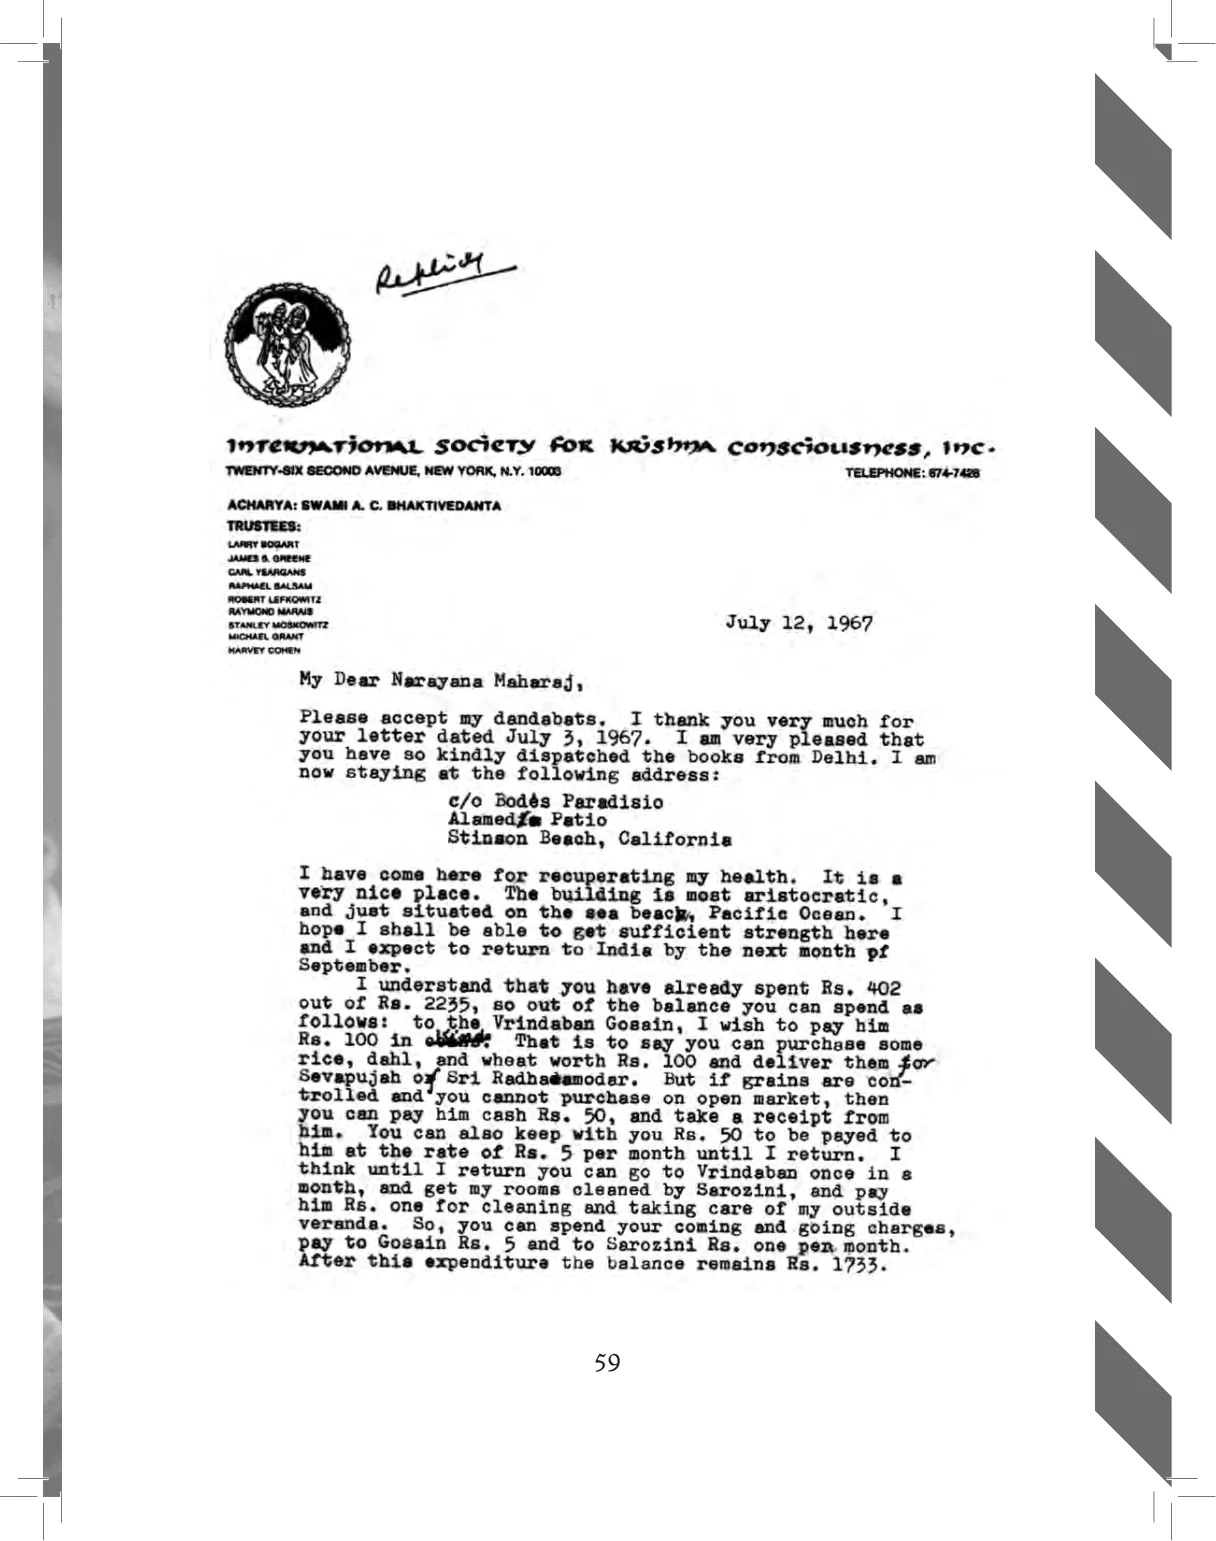 Replied
INTERNATIONAL SOCIETY FOR KRISHNA CONSCIOUSNESS, INC.
TWENTY-SIX SECOND AVENUE, NEW YORK, N.Y. 10003 TELEPHONE: 674-7428
ACHARYA: SWAMI A. C. BHAKTIVEDANTA
TRUSTEES:
LARRY BOGART
JAMES S. GREENE
CARL YEARGANS
RAPHAEL BALSAM
ROBERT LEFKOWITZ
RAYMOND MARAIS
STANLEY MOSKOWITZ
MICHAEL GRANT
HARVEY COHEN
July 12, 1967
My Dear Narayana Maharaj,
Please accept my dandabats. I thank you very much for
your letter dated July 3, 1967. I am very pleased that
you have so kindly dispatched the books from Delhi. I am
now staying at the following address:
c/o Bodes Paradisio
Alameda Patio
Stinson Beach, California
I have come here for recuperating my health. It is a
very nice place. The building is most aristocratic,
and just situated on the sea beach, Pacific Ocean. I
hope I shall be able to get sufficient strength here
and I expect to return to India by the next month of
September.
I understand that you have already spent Rs. 402
out of Rs. 2235, so out of the balance you can spend as
follows: to the Vrindaban Gosain, I wish to pay him
Rs. 100 in That is to say you can purchase some
rice, dahl, and wheat worth Rs. 100 and deliver them for
Sevapujah of Sri Radhadamodar. But if grains are con-
trolled and you cannot purchase on open market, then
you can pay him cash Rs. 50, and take a receipt from
him. You can also keep with you Rs. 50 to be payed to
him at the rate of Rs. 5 per month until I return. I
think until I return you can go to Vrindaban once in a
month, and get my rooms cleaned by Sarozini, and pay
him Rs. one for cleaning and taking care of my outside
veranda. So, you can spend your coming and going charges,
pay to Gosain Rs. 5 and to Sarozini Rs. one per month.
After this expenditure the balance remains Rs. 1733.
59